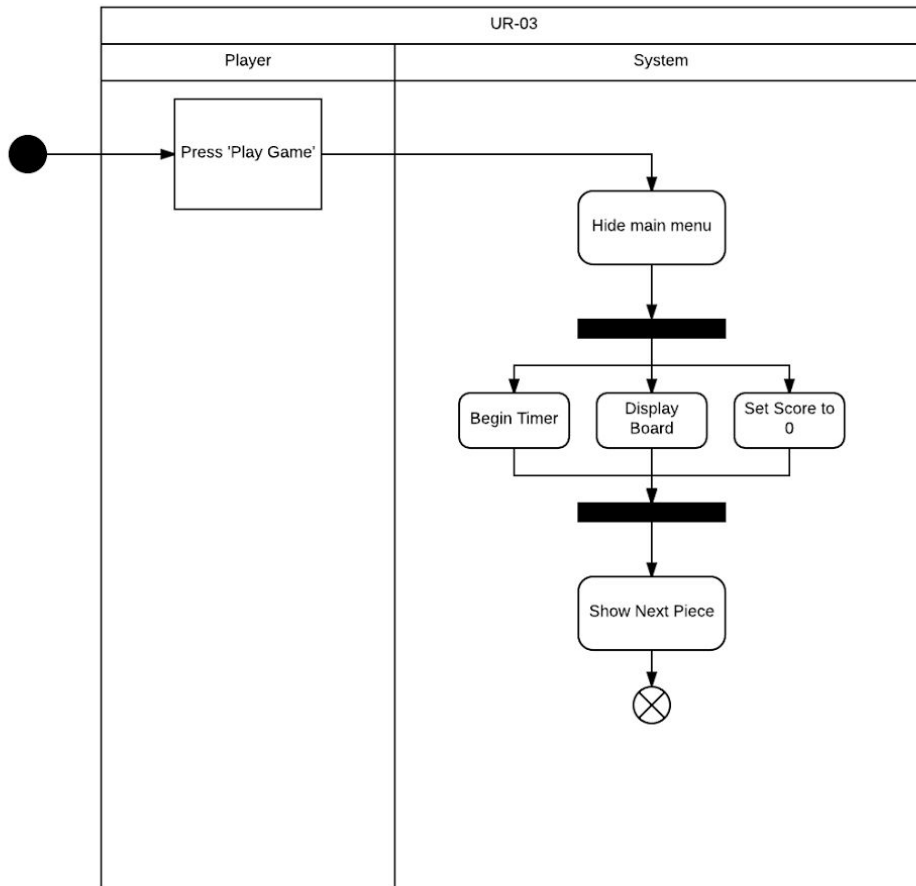 UR-03
Player
System
Press 'Play Game'
Hide main menu
Begin Timer
Display
Board
Set Score to
0
Show Next Piece